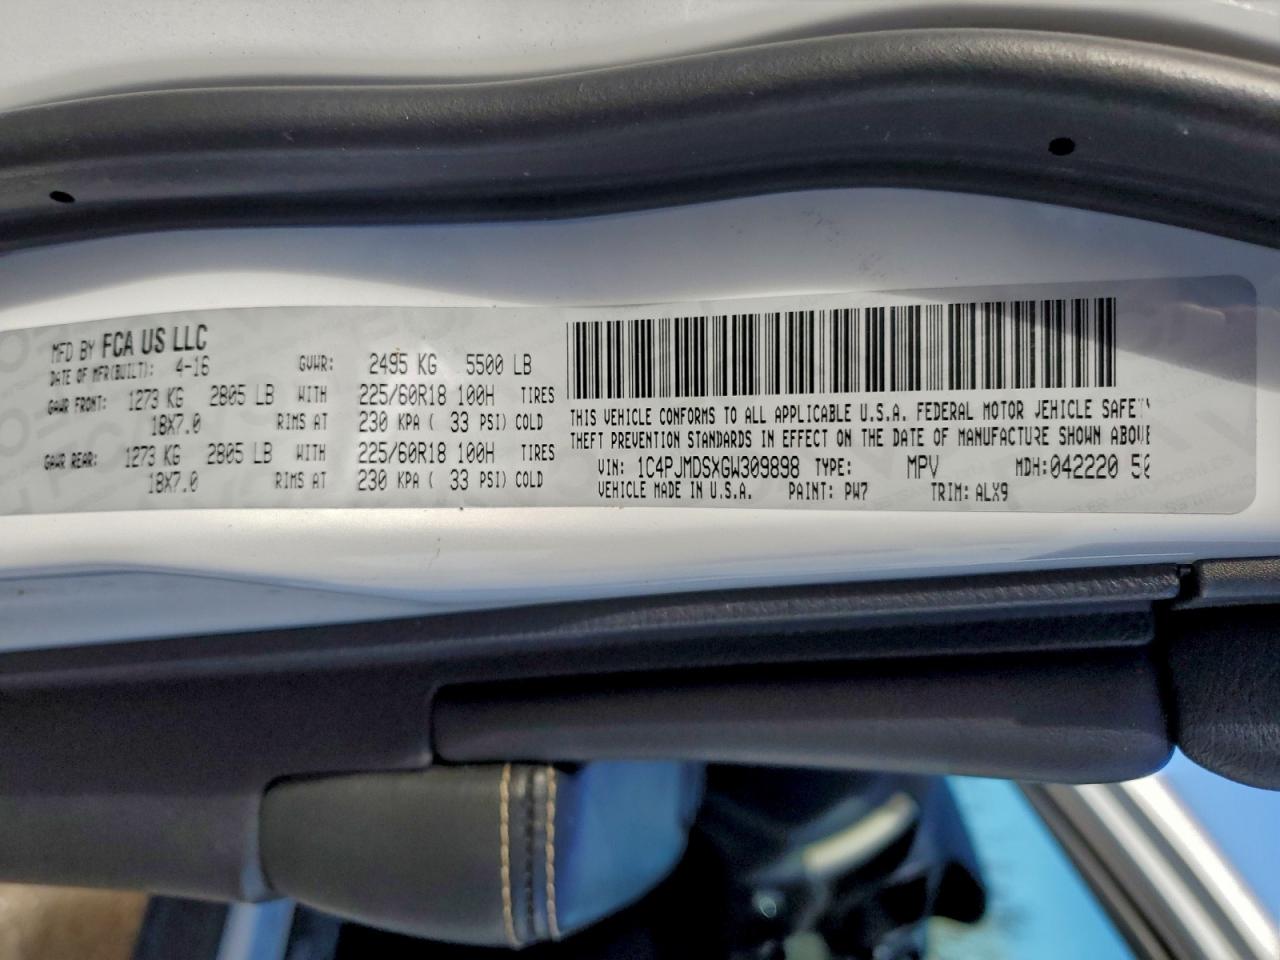 MFD BY FCA US LLC
DATE OF MFR(BUILT): 4-16 GVWR: 2495 KG 5500 LB
GAWR FRONT: 1273 KG 2805 LB WITH 225/60R18 100H TIRES
18X7.0 RIMS AT 230 KPA ( 33 PSI) COLD
GAWR REAR: 1273 KG 2805 LB WITH 225/60R18 100H TIRES
18X7.0 RIMS AT 230 KPA ( 33 PSI) COLD
THIS VEHICLE CONFORMS TO ALL APPLICABLE U.S.A. FEDERAL MOTOR VEHICLE SAFETY
THEFT PREVENTION STANDARDS IN EFFECT ON THE DATE OF MANUFACTURE SHOWN ABOVE
VIN: 1C4PJMDSXGW309898 TYPE: MPV MDH:042220
VEHICLE MADE IN U.S.A. PAINT: PW7 TRIM: ALX9